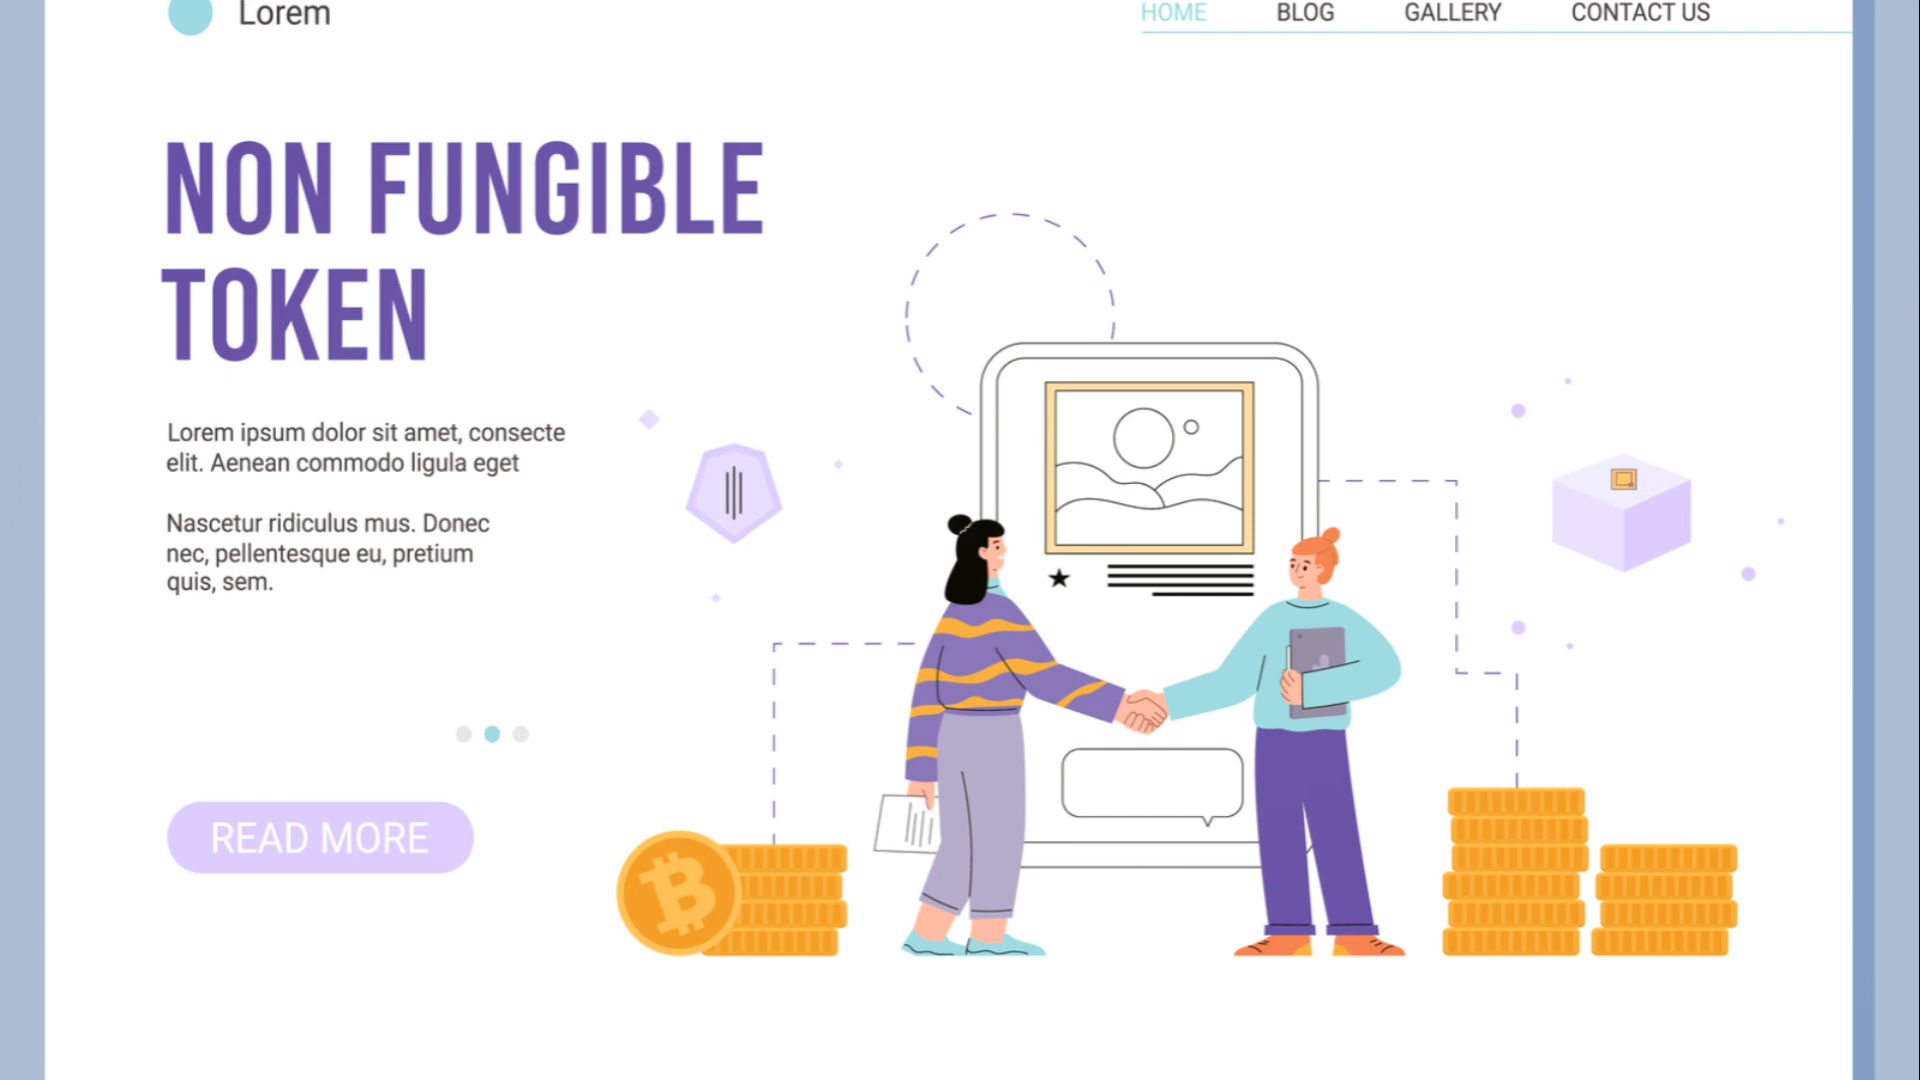 Lorem
HOME BLOG GALLERY CONTACT US
NON FUNGIBLE
TOKEN
Lorem ipsum dolor sit amet, consecte
elit. Aenean commodo ligula eget
Nascetur ridiculus mus. Donec
nec, pellentesque eu, pretium
quis, sem.
READ MORE